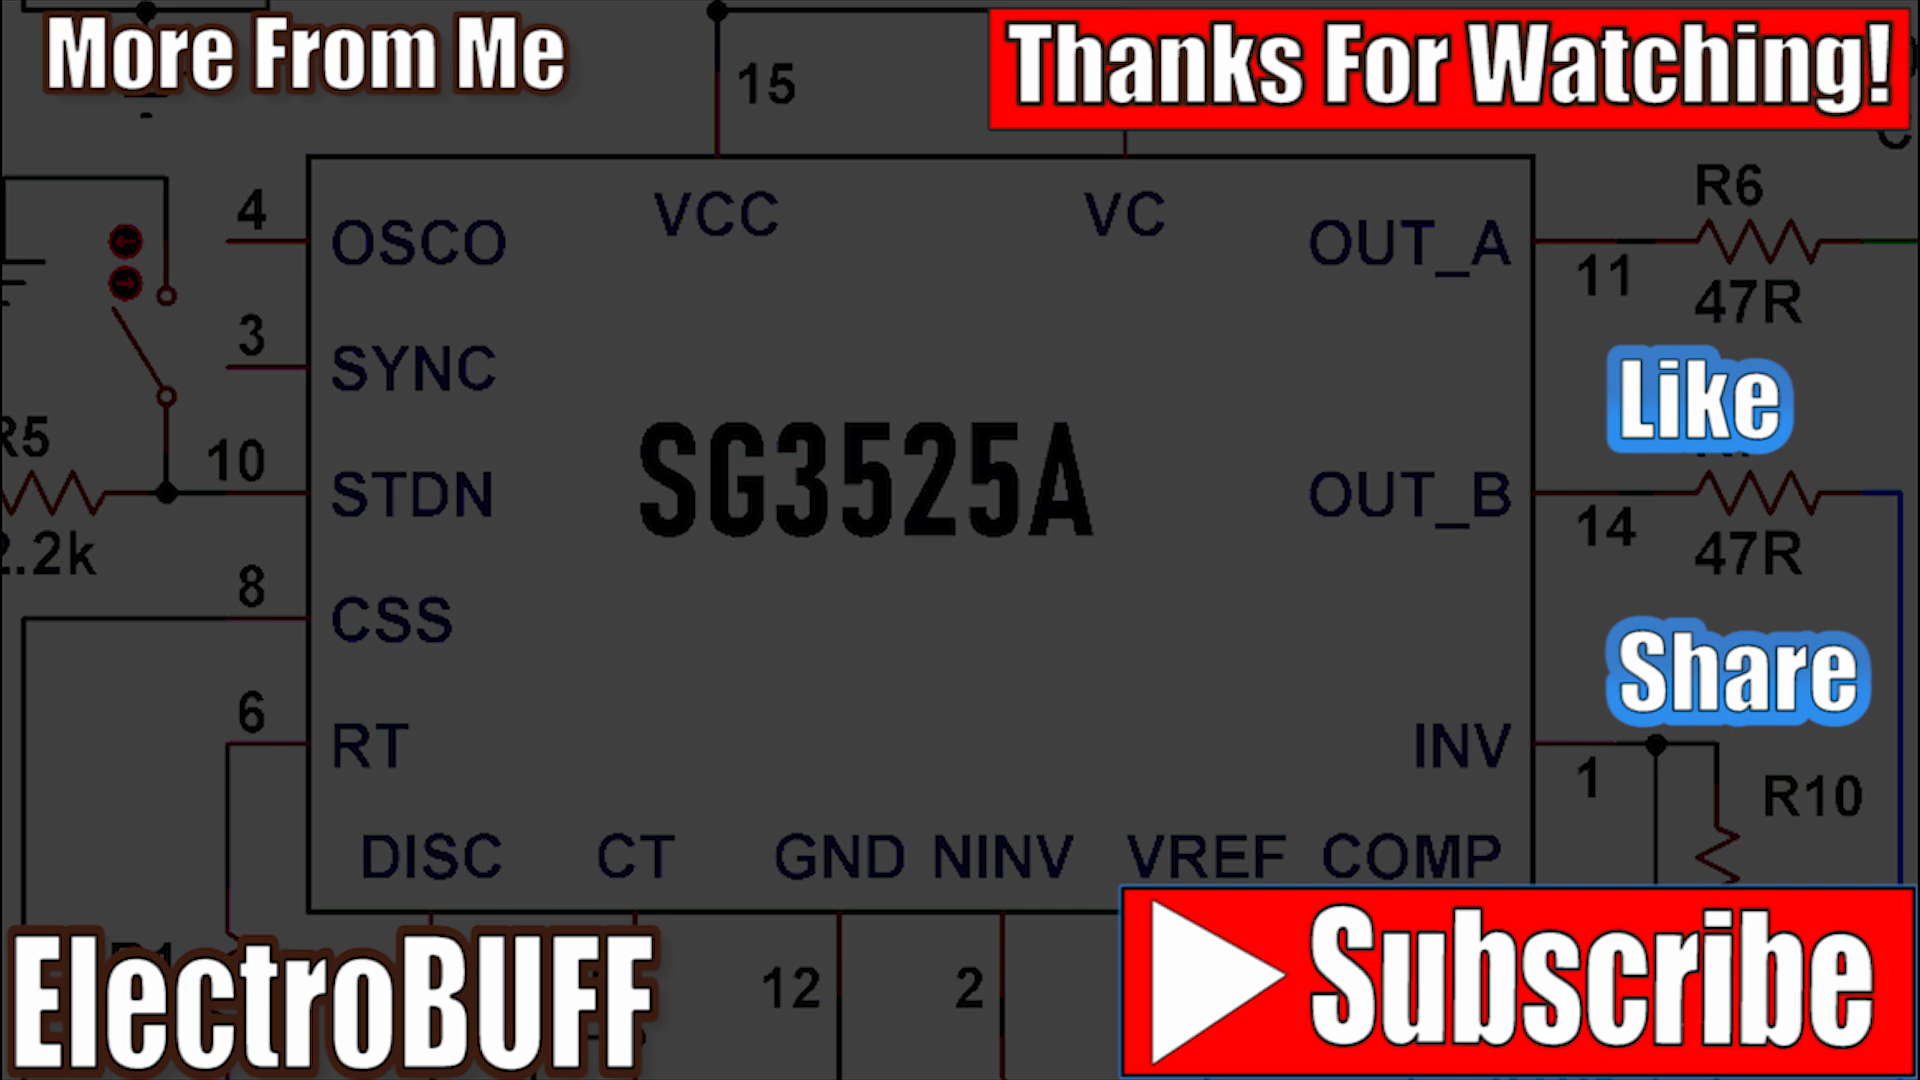 More From Me
Thanks For Watching!
15
4
OSCO
VCC
VC
OUT_A
R6
11
47R
3
SYNC
Like
R5
10
STDN
SG3525A
OUT_B
14
47R
2.2k
8
CSS
Share
6
RT
INV
1
R10
DISC
CT
GND
NINV
VREF
COMP
ElectroBUFF
12
2
Subscribe